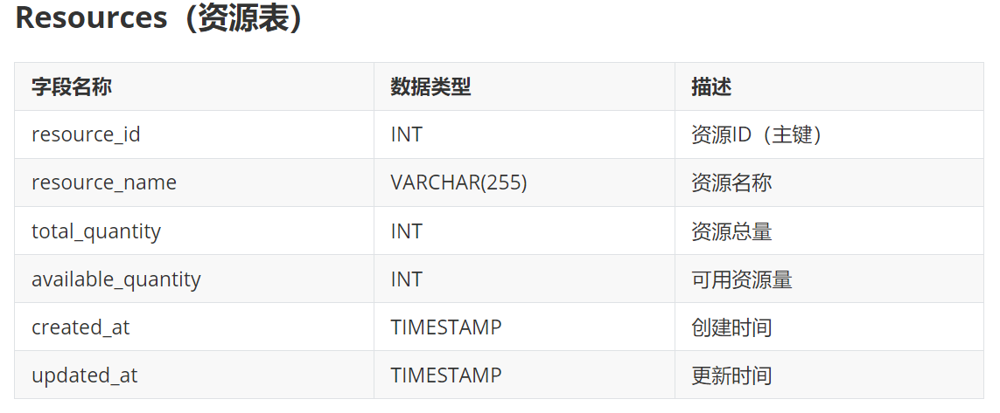 Resources（资源表）
字段名称 数据类型 描述
resource_id INT 资源ID（主键）
resource_name VARCHAR(255) 资源名称
total_quantity INT 资源总量
available_quantity INT 可用资源量
created_at TIMESTAMP 创建时间
updated_at TIMESTAMP 更新时间